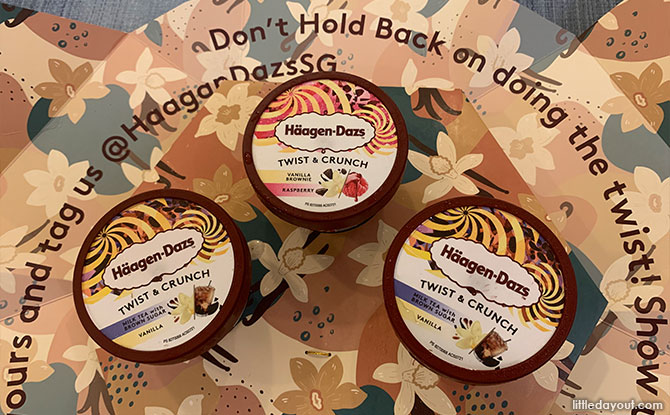 Don't Hold Back on doing the twist! Show
ours and tag us @HaagenDazsSG
Häagen-Dazs
TWIST & CRUNCH
VANILLA
BROWNIE
RASPBERRY
Häagen-Dazs
TWIST & CRUNCH
MILK TEA with
BROWN SUGAR
VANILLA
Häagen-Dazs
TWIST & CRUNCH
MILK TEA with
BROWN SUGAR
VANILLA
littledayout.com